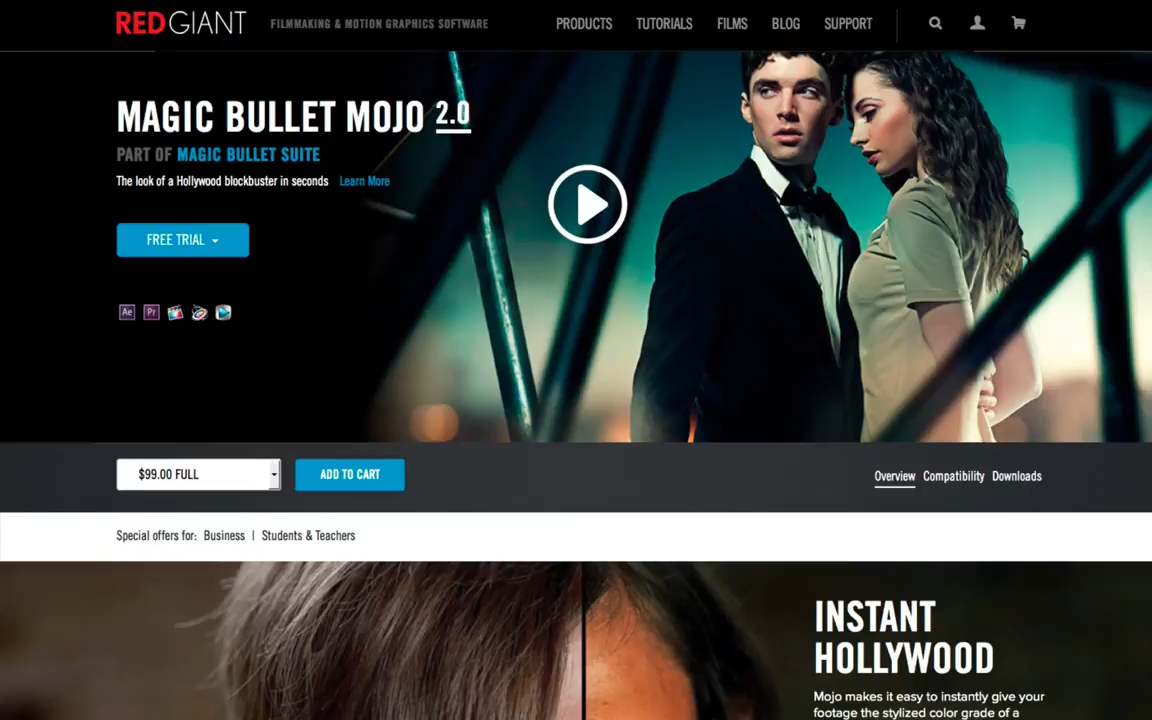 REDGIANT FILMMAKING & MOTION GRAPHICS SOFTWARE PRODUCTS TUTORIALS FILMS BLOG SUPPORT
MAGIC BULLET MOJO 2.0
PART OF MAGIC BULLET SUITE
The look of a Hollywood blockbuster in seconds Learn More
FREE TRIAL
Ae Pr
$99.00 FULL ADD TO CART Overview Compatibility Downloads
Special offers for: Business | Students & Teachers
INSTANT
HOLLYWOOD
Mojo makes it easy to instantly give your
footage the stylized color grade of a